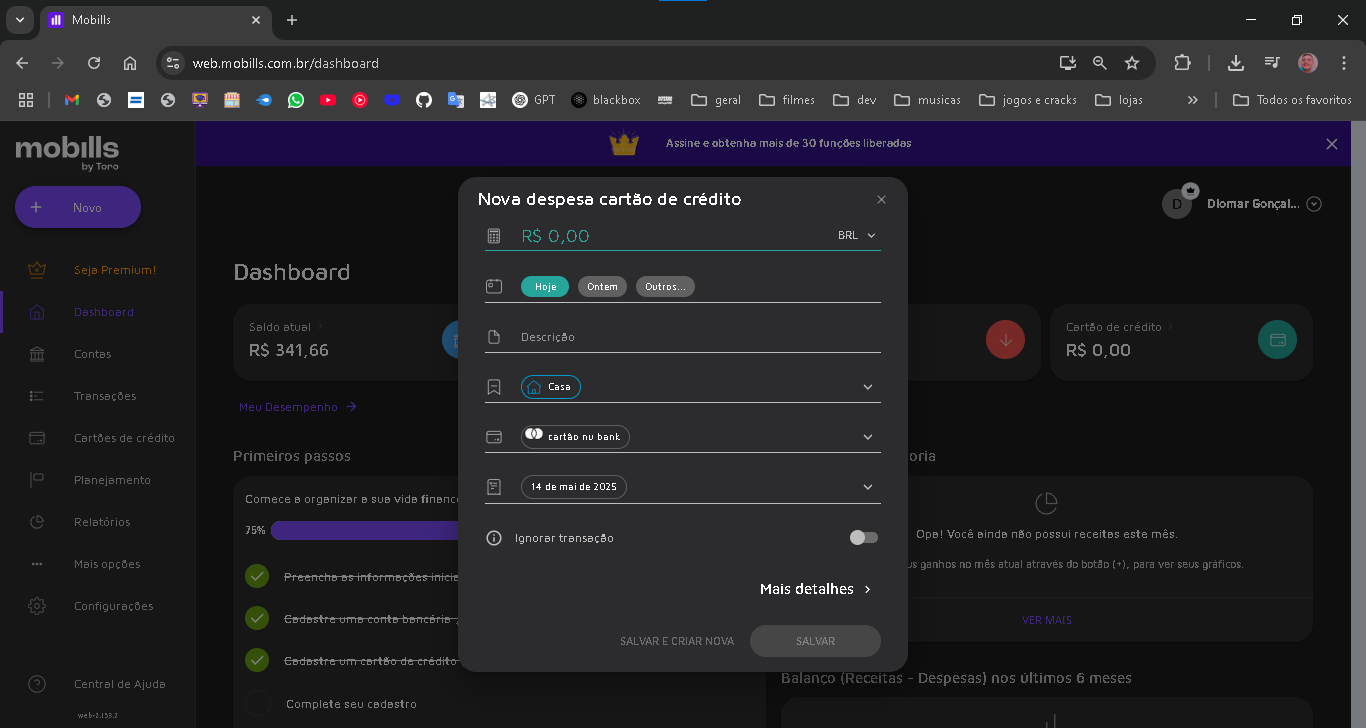 Mobills
web.mobills.com.br/dashboard
GPT
blackbox
geral
filmes
dev
musicas
jogos e cracks
lojas
Todos os favoritos
mobills
by Toro
Assine e obtenha mais de 30 funções liberadas
Novo
D
Diomar Gonçal...
Seja Premium!
Dashboard
Contas
Transações
Cartões de crédito
Planejamento
Relatórios
Mais opções
Configurações
Central de Ajuda
web-2.153.2
Dashboard
Saldo atual
R$ 341,66
Cartão de crédito
R$ 0,00
Meu Desempenho
Primeiros passos
Comece a organizar a sua vida finance
75%
Preencha as informações inicia
Cadastre uma conta bancária
Cadastre um cartão de crédito
Complete seu cadastro
Nova despesa cartão de crédito
R$ 0,00
BRL
Hoje
Ontem
Outros...
Descrição
Casa
cartão nu bank
14 de mai de 2025
Ignorar transação
Mais detalhes
SALVAR E CRIAR NOVA
SALVAR
oria
Opa! Você ainda não possui receitas este mês.
us ganhos no mês atual através do botão (+), para ver seus gráficos.
VER MAIS
Balanço (Receitas - Despesas) nos últimos 6 meses